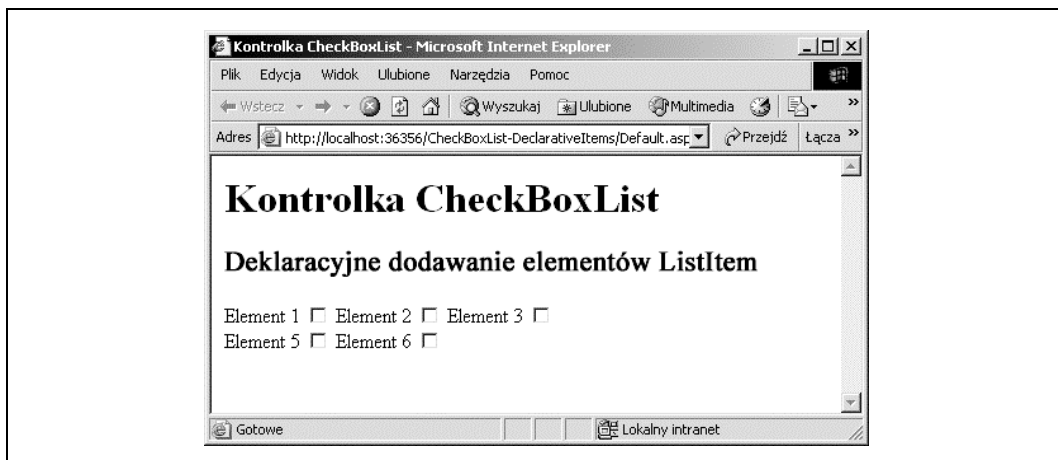 Kontrolka CheckBoxList - Microsoft Internet Explorer
Plik Edycja Widok Ulubione Narzędzia Pomoc
Wstecz Wyszukaj Ulubione Multimedia »
Adres http://localhost:36356/CheckBoxList-DeclarativeItems/Default.asp Przejdź Łącza »
Kontrolka CheckBoxList
Deklaracyjne dodawanie elementów ListItem
Element 1 Element 2 Element 3
Element 5 Element 6
Gotowe Lokalny intranet